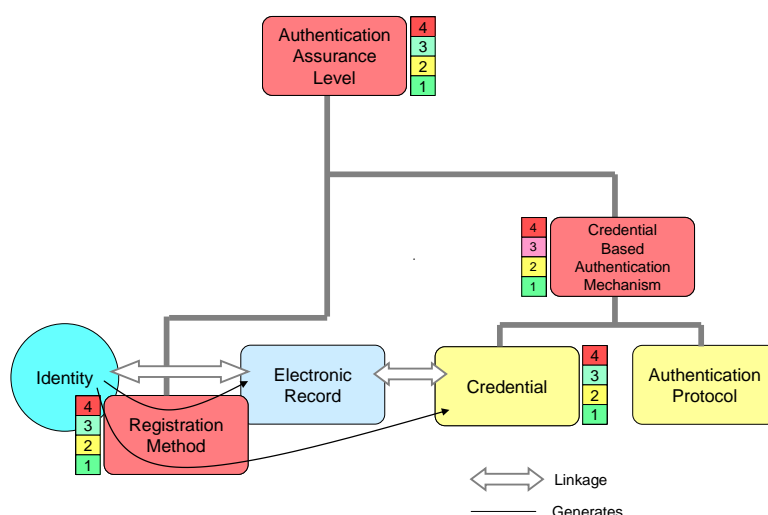 Authentication
Assurance
Level
4
3
2
1
Credential
Based
Authentication
Mechanism
4
3
2
1
Identity
Electronic
Record
Credential
4
3
2
1
Authentication
Protocol
Registration
Method
4
3
2
1
Linkage
Generates